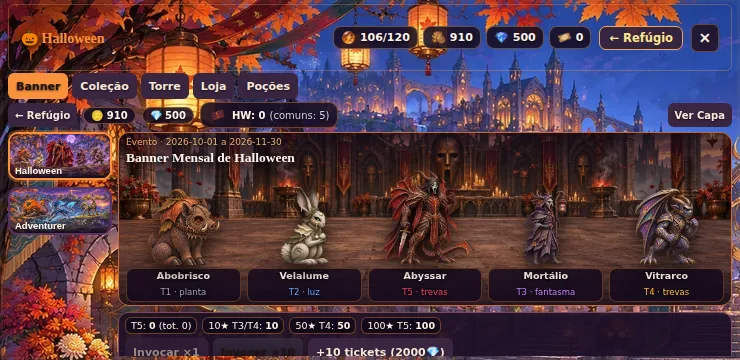 Halloween
106/120
910
500
0
← Refúgio
✕
Banner
Coleção
Torre
Loja
Poções
← Refúgio
910
500
HW: 0 (comuns: 5)
Ver Capa
Halloween
Adventurer
Evento · 2026-10-01 a 2026-11-30
Banner Mensal de Halloween
Abobrisco
T1 · planta
Velalume
T2 · luz
Abyssar
T5 · trevas
Mortálio
T3 · fantasma
Vitrarco
T4 · trevas
T5: 0 (tot. 0)
10★ T3/T4: 10
50★ T4: 50
100★ T5: 100
Invocar ×1
+10 tickets (2000💎)